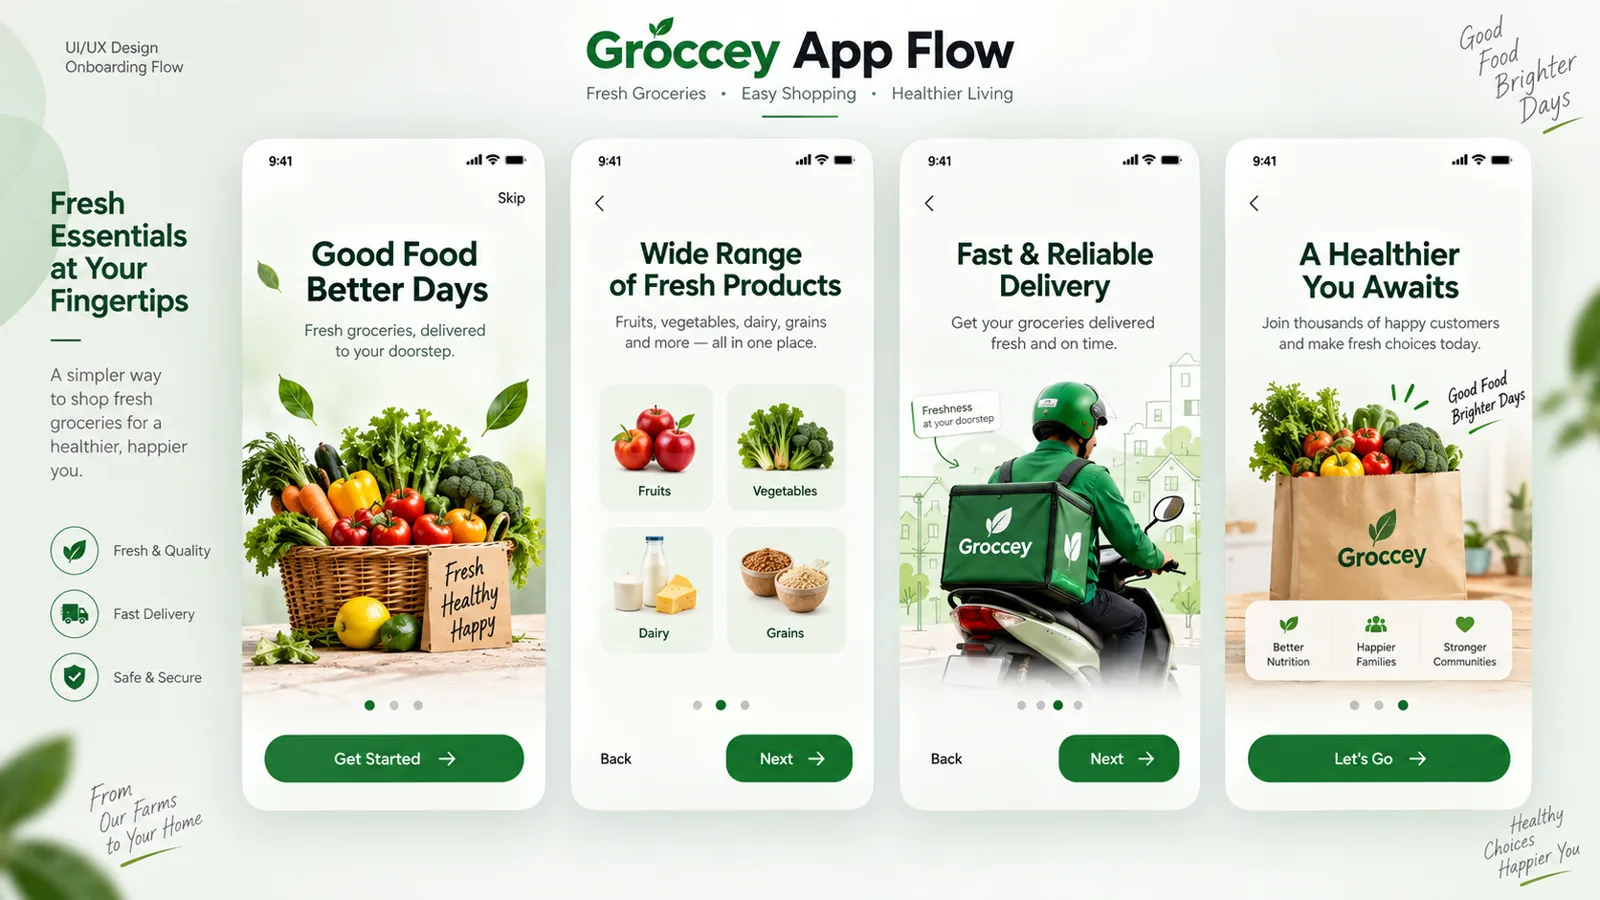 UI/UX Design
Onboarding Flow
Groccey App Flow
Fresh Groceries • Easy Shopping • Healthier Living
Good
Food
Brighter
Days
Fresh
Essentials
at Your
Fingertips
A simpler way
to shop fresh
groceries for a
healthier, happier
you.
Fresh & Quality
Fast Delivery
Safe & Secure
From
Our Farms
to Your Home
9:41
Skip
Good Food
Better Days
Fresh groceries, delivered
to your doorstep.
Fresh
Healthy
Happy
Get Started →
9:41
Wide Range
of Fresh Products
Fruits, vegetables, dairy, grains
and more — all in one place.
Fruits
Vegetables
Dairy
Grains
Back
Next →
9:41
Fast & Reliable
Delivery
Get your groceries delivered
fresh and on time.
Freshness
at your doorstep
Groccey
Back
Next →
9:41
A Healthier
You Awaits
Join thousands of happy customers
and make fresh choices today.
Good Food
Brighter Days
Groccey
Better
Nutrition
Happier
Families
Stronger
Communities
Let's Go →
Healthy
Choices
Happier You